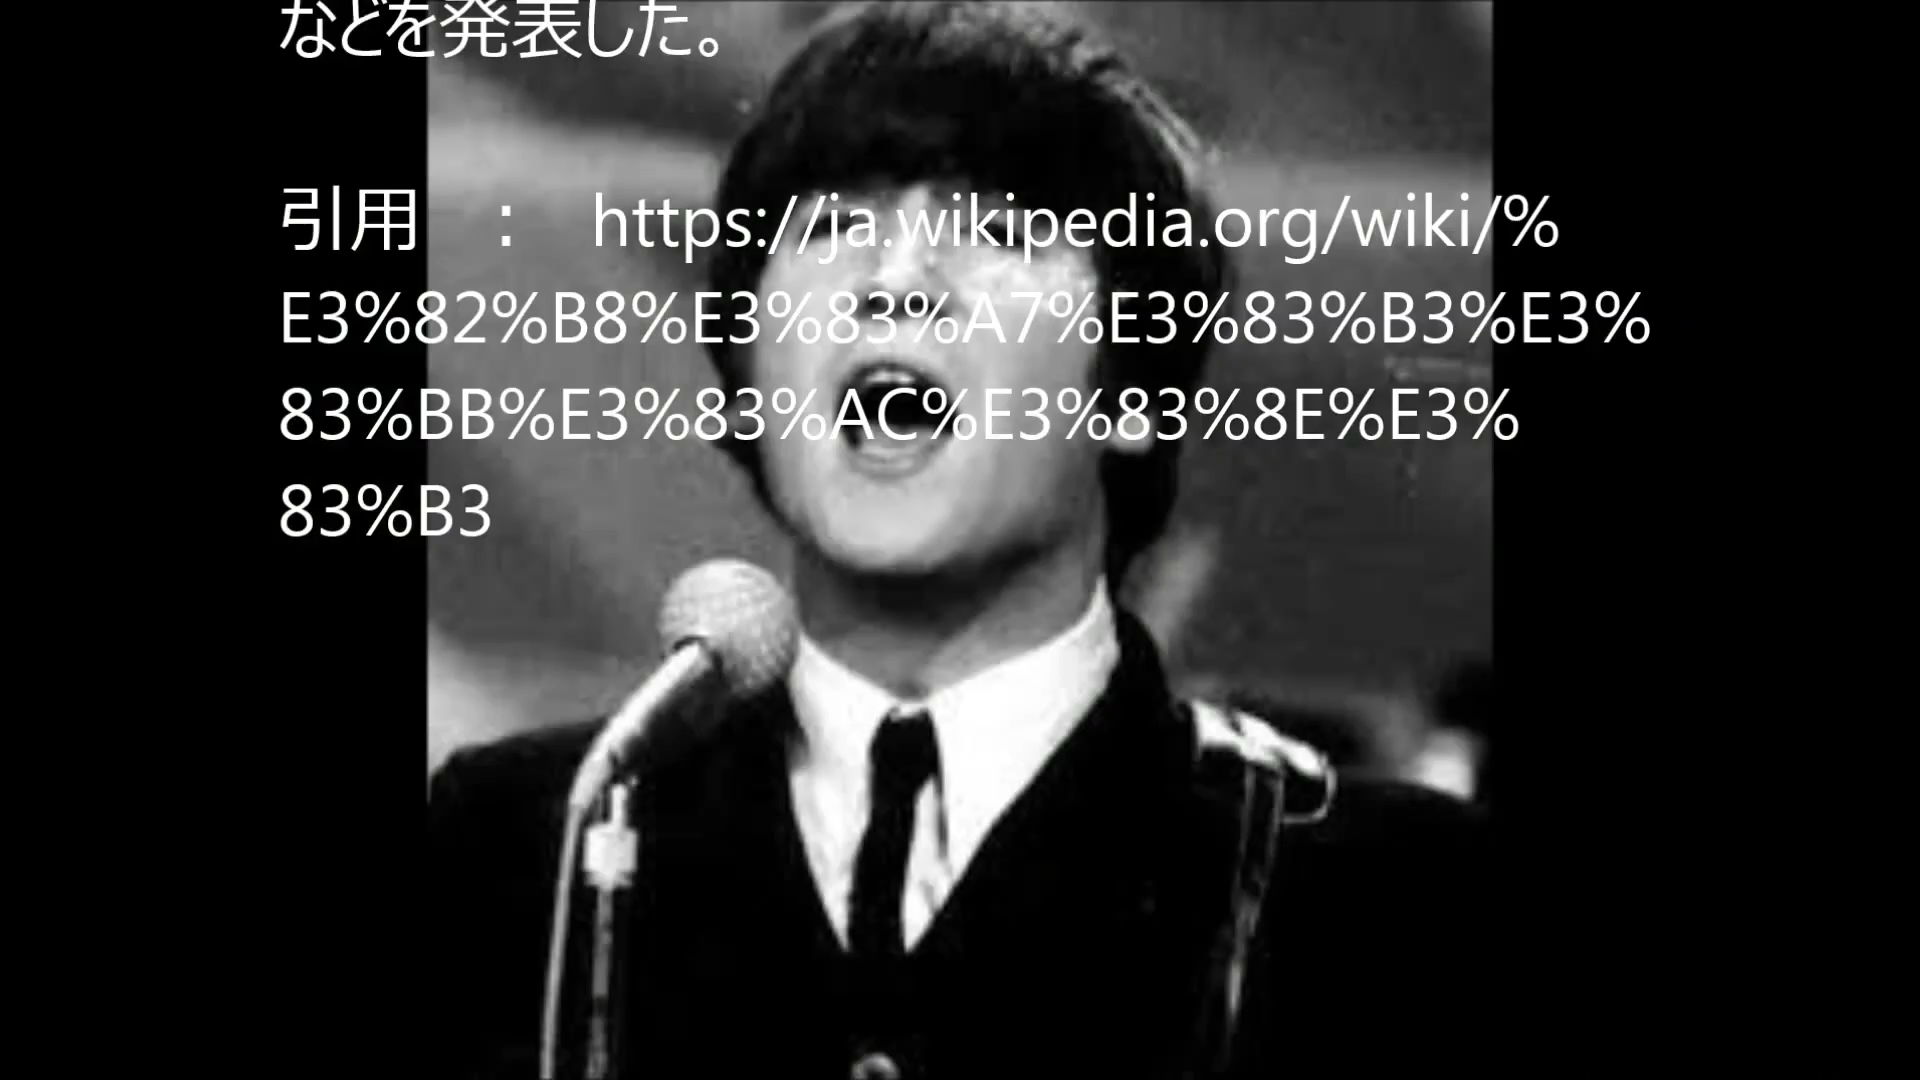 などを発表した。
引用　：　https://ja.wikipedia.org/wiki/%
E3%82%B8%E3%83%A7%E3%83%B3%E3%
83%BB%E3%83%AC%E3%83%8E%E3%
83%B3